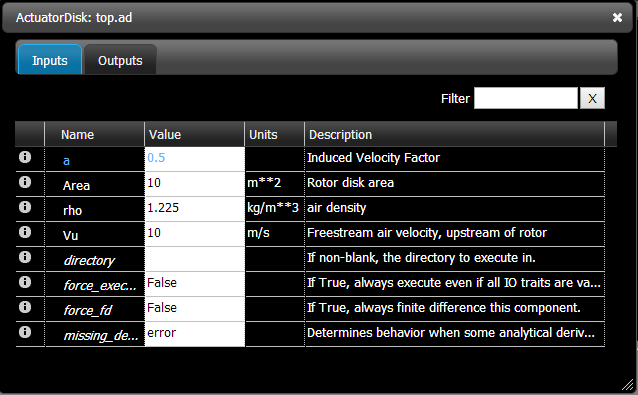 ActuatorDisk: top.ad ×
Inputs Outputs
Filter X
Name Value Units Description
a 0.5 Induced Velocity Factor
Area 10 m**2 Rotor disk area
rho 1.225 kg/m**3 air density
Vu 10 m/s Freestream air velocity, upstream of rotor
directory If non-blank, the directory to execute in.
force_exec... False If True, always execute even if all IO traits are va...
force_fd False If True, always finite difference this component.
missing_de... error Determines behavior when some analytical deriv...